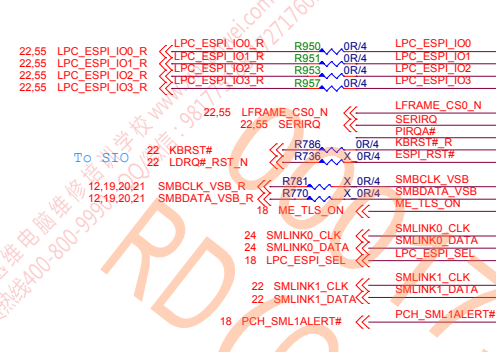 22,55 LPC_ESPI_IO0_R LPC_ESPI_IO0_R R950 0R/4 LPC_ESPI_IO0
22,55 LPC_ESPI_IO1_R LPC_ESPI_IO1_R R951 0R/4 LPC_ESPI_IO1
22,55 LPC_ESPI_IO2_R LPC_ESPI_IO2_R R953 0R/4 LPC_ESPI_IO2
22,55 LPC_ESPI_IO3_R LPC_ESPI_IO3_R R957 0R/4 LPC_ESPI_IO3
22,55 LFRAME_CS0_N LFRAME_CS0_N
22,55 SERIRQ SERIRQ
PIRQA#
To SIO
22 KBRST# R786 0R/4 KBRST#_R
22 LDRQ#_RST_N R736 X_0R/4 ESPI_RST#
12,19,20,21 SMBCLK_VSB_R R781 X_0R/4 SMBCLK_VSB
12,19,20,21 SMBDATA_VSB_R R770 X_0R/4 SMBDATA_VSB
18 ME_TLS_ON ME_TLS_ON
24 SMLINK0_CLK SMLINK0_CLK
24 SMLINK0_DATA SMLINK0_DATA
18 LPC_ESPI_SEL LPC_ESPI_SEL
22 SMLINK1_CLK SMLINK1_CLK
22 SMLINK1_DATA SMLINK1_DATA
18 PCH_SML1ALERT# PCH_SML1ALERT#